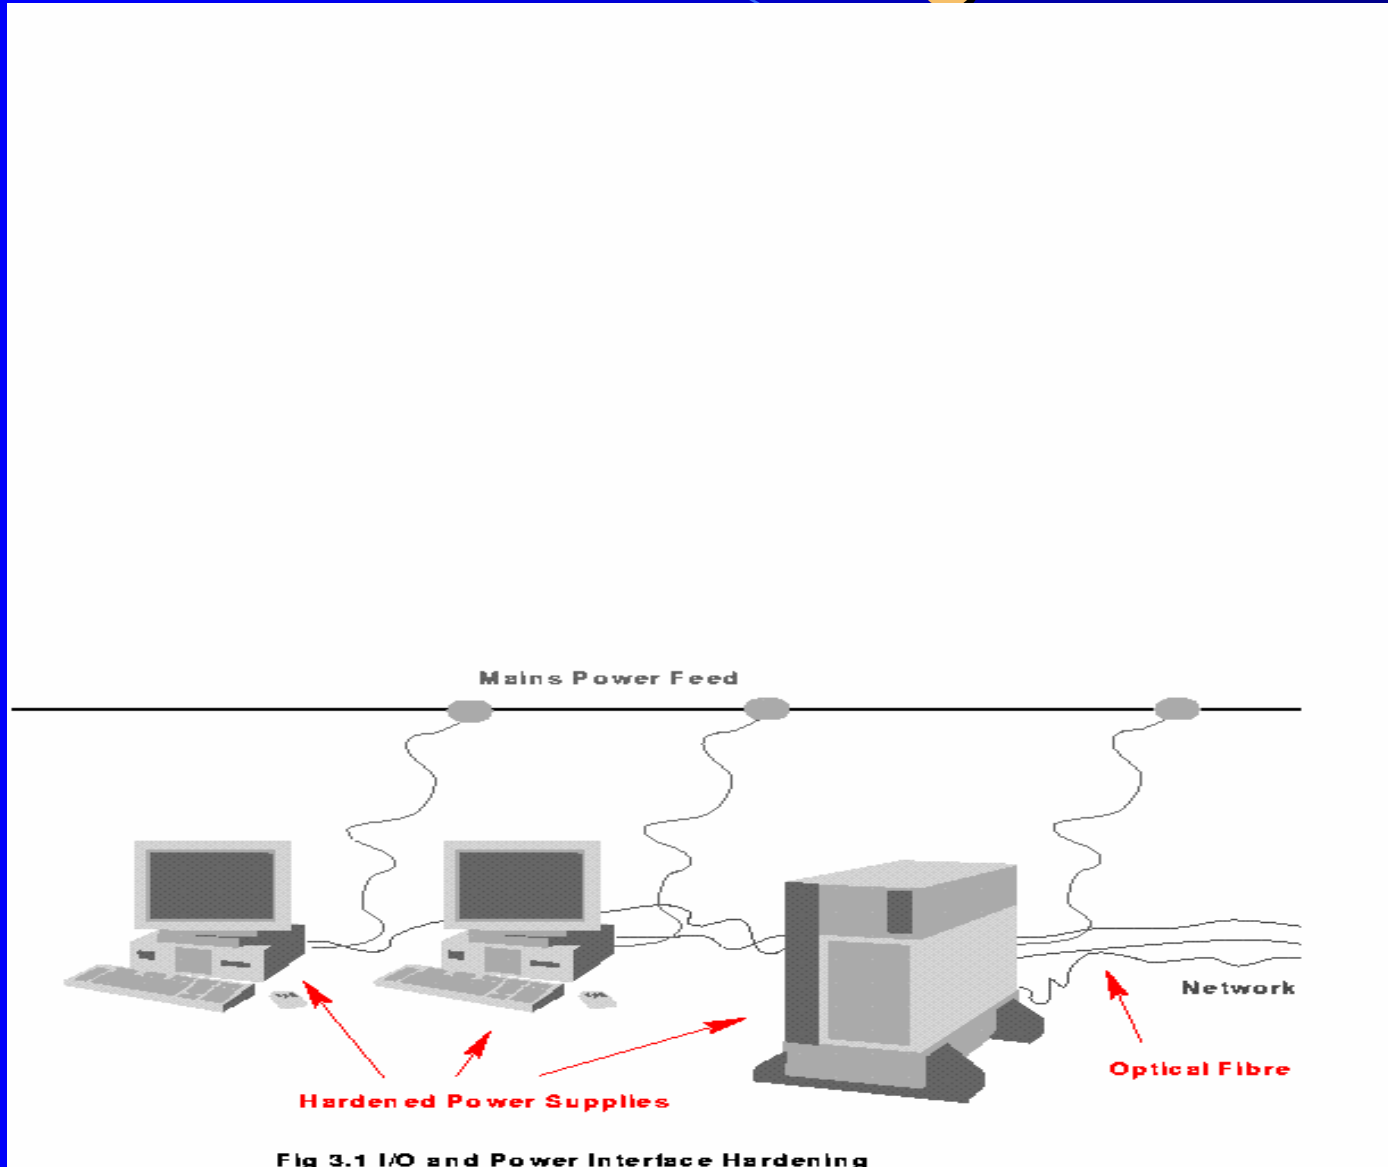 Mains Power Feed
Network
Optical Fibre
Hardened Power Supplies
Fig 3.1 I/O and Power Interface Hardening